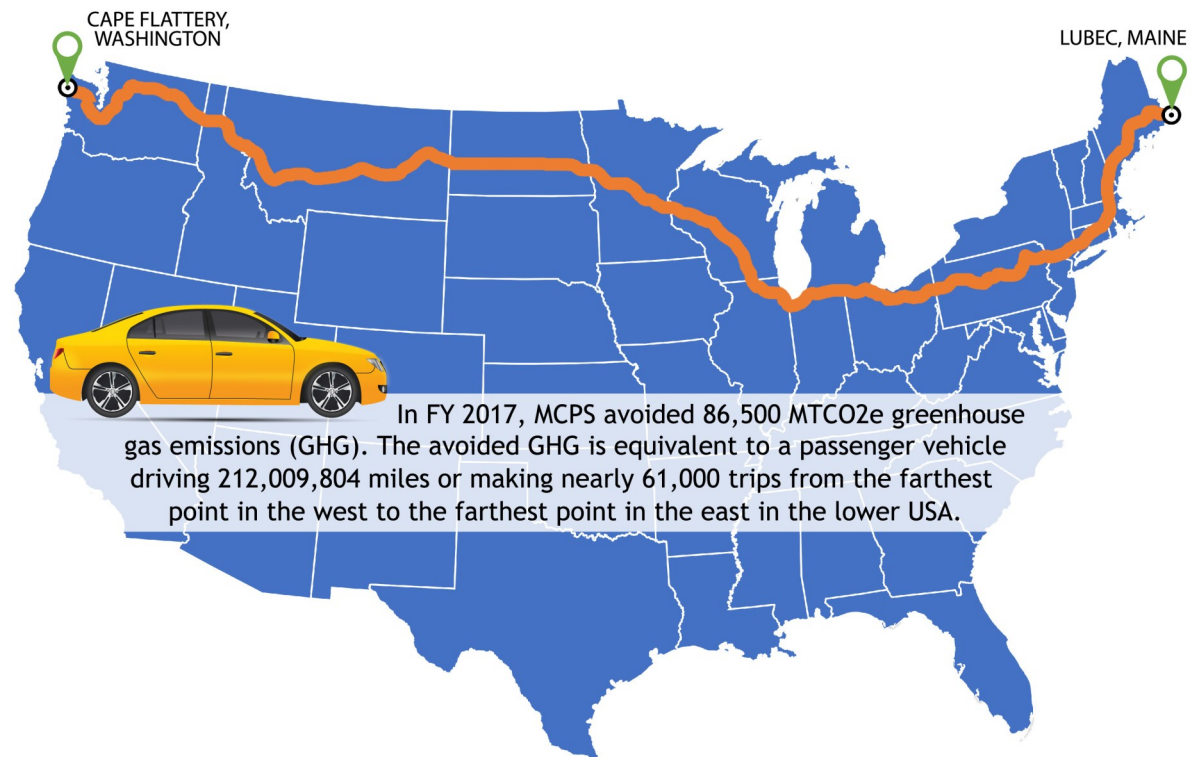 CAPE FLATTERY,
WASHINGTON
LUBEC, MAINE
In FY 2017, MCPS avoided 86,500 MTCO2e greenhouse
gas emissions (GHG). The avoided GHG is equivalent to a passenger vehicle
driving 212,009,804 miles or making nearly 61,000 trips from the farthest
point in the west to the farthest point in the east in the lower USA.